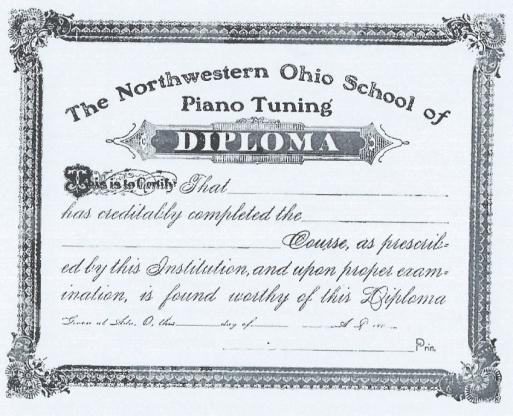 The Northwestern Ohio School of
Piano Tuning
DIPLOMA
This is to Certify That
has creditably completed the
Course, as prescrib=
ed by this Institution, and upon proper exam=
ination, is found worthy of this Diploma
Given at Ada, O. this day of A D
Prin.